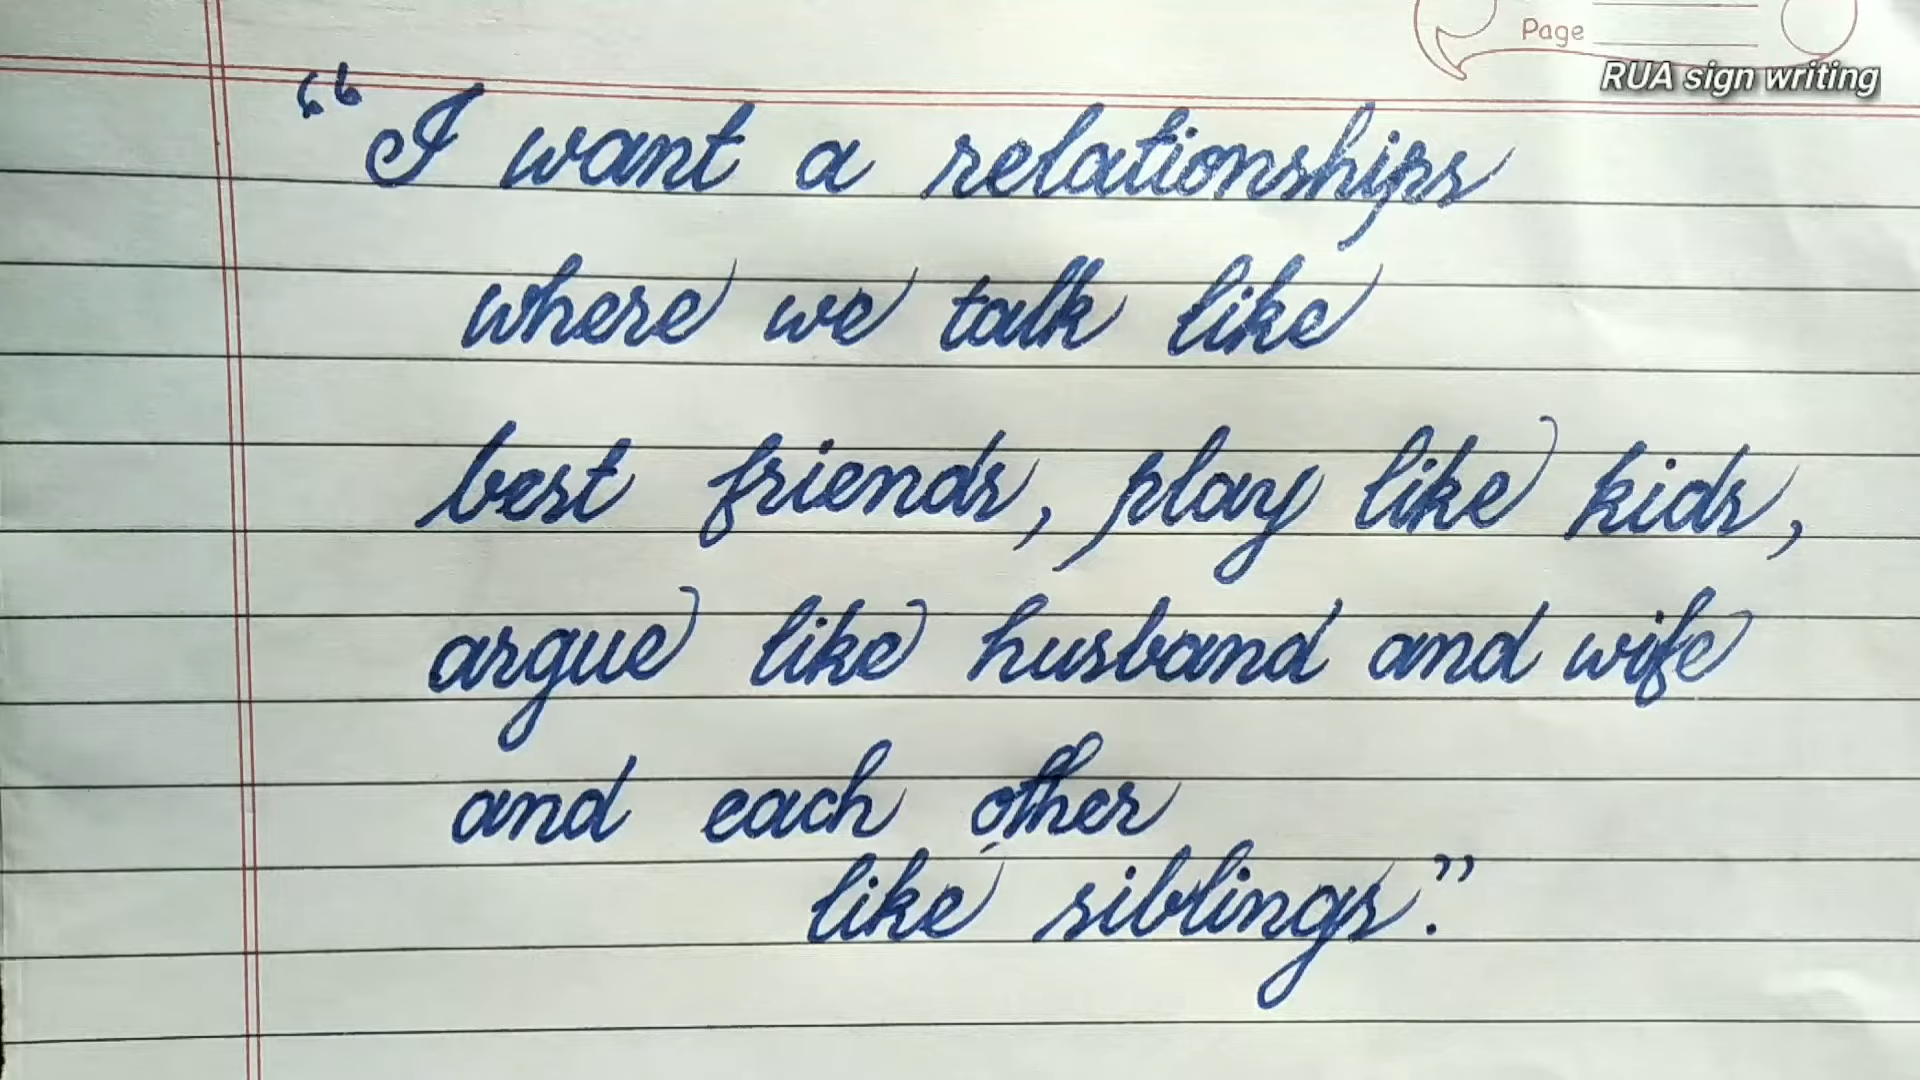 Page
RUA sign writing
“I want a relationships
where we talk like
best friends, play like kids,
argue like husband and wife
and each other
like siblings.”